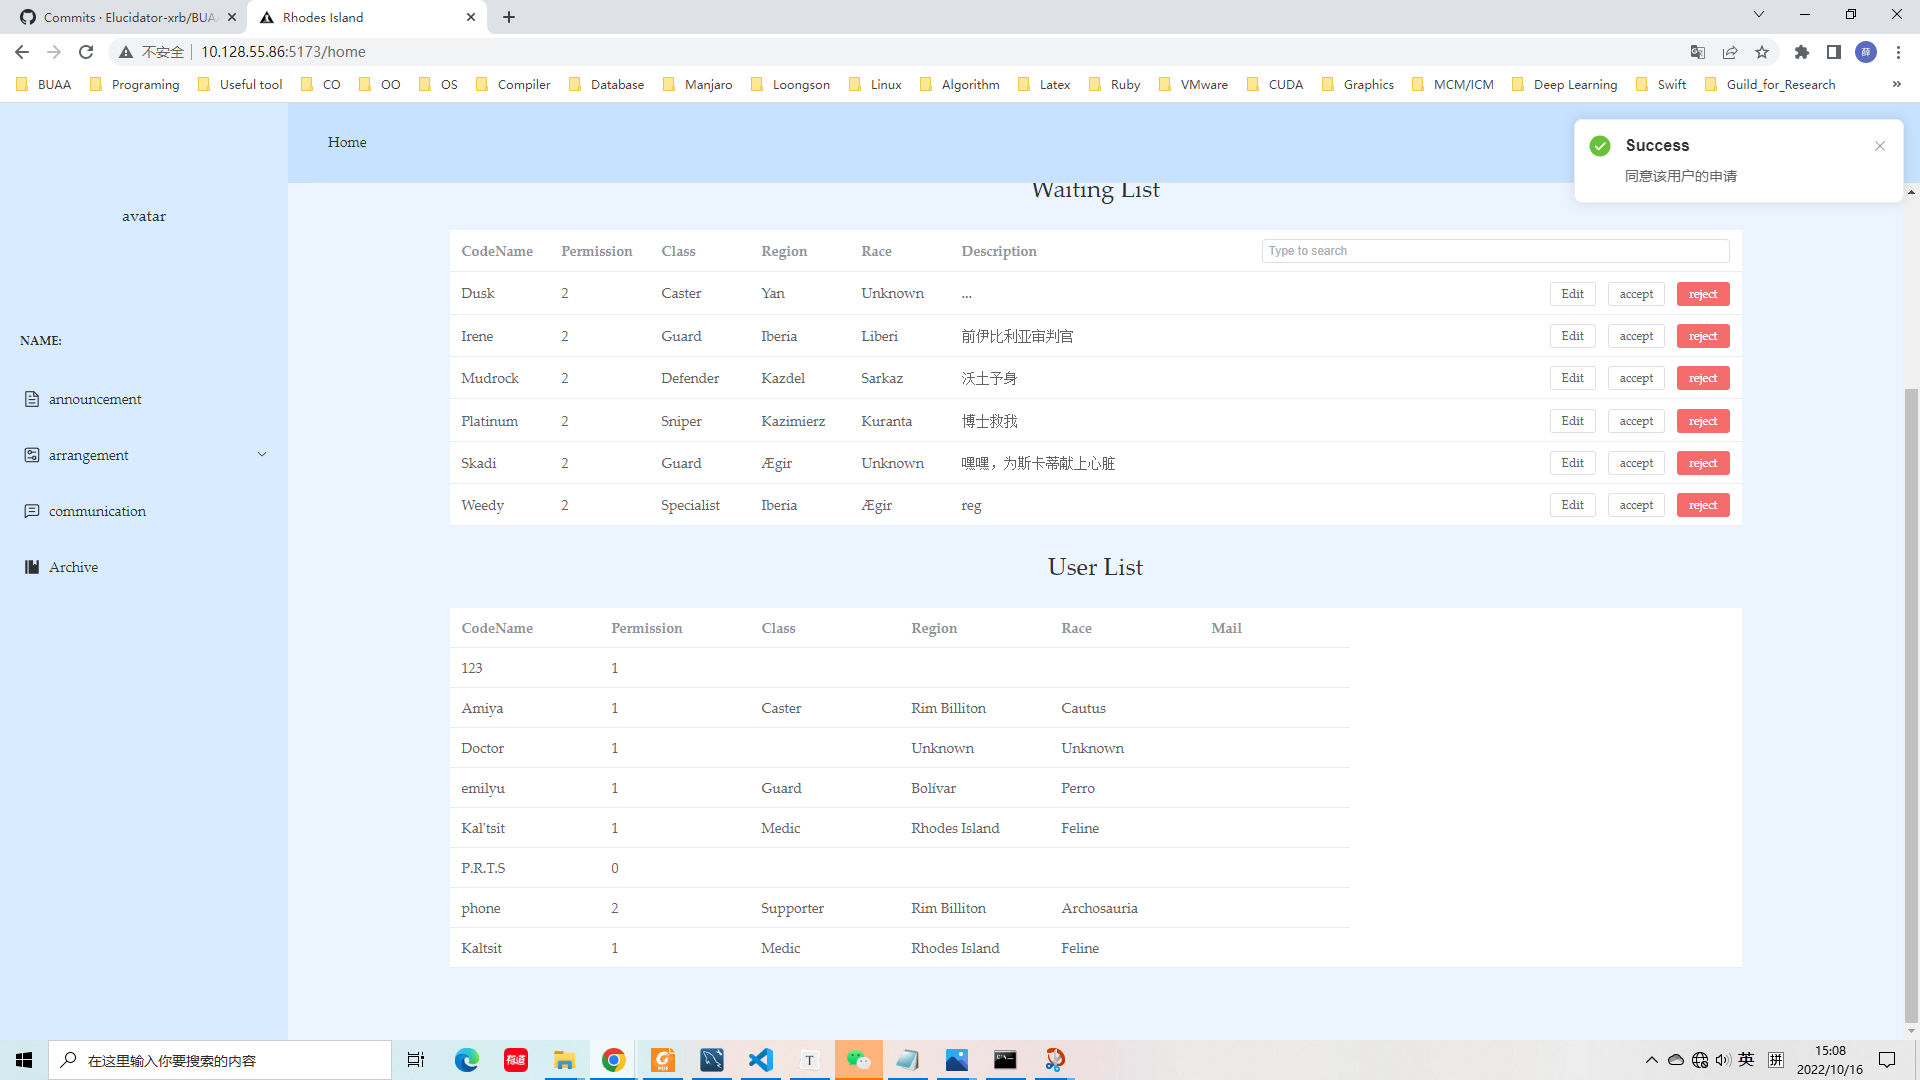 Commits · Elucidator-xrb/BUAA
Rhodes Island
不安全 10.128.55.86:5173/home
BUAA Programing Useful tool CO OO OS Compiler Database Manjaro Loongson Linux Algorithm Latex Ruby VMware CUDA Graphics MCM/ICM Deep Learning Swift Guild_for_Research »
薛
Home
Success
同意该用户的申请
avatar
NAME:
announcement
arrangement
communication
Archive
Waiting List
CodeName Permission Class Region Race Description Type to search
Dusk 2 Caster Yan Unknown ... Edit accept reject
Irene 2 Guard Iberia Liberi 前伊比利亚审判官 Edit accept reject
Mudrock 2 Defender Kazdel Sarkaz 沃土予身 Edit accept reject
Platinum 2 Sniper Kazimierz Kuranta 博士救我 Edit accept reject
Skadi 2 Guard Ægir Unknown 嘿嘿，为斯卡蒂献上心脏 Edit accept reject
Weedy 2 Specialist Iberia Ægir reg Edit accept reject
User List
CodeName Permission Class Region Race Mail
123 1
Amiya 1 Caster Rim Billiton Cautus
Doctor 1 Unknown Unknown
emilyu 1 Guard Bolívar Perro
Kal'tsit 1 Medic Rhodes Island Feline
P.R.T.S 0
phone 2 Supporter Rim Billiton Archosauria
Kaltsit 1 Medic Rhodes Island Feline
在这里输入你要搜索的内容
有道
PDF
T
英 拼
15:08
2022/10/16